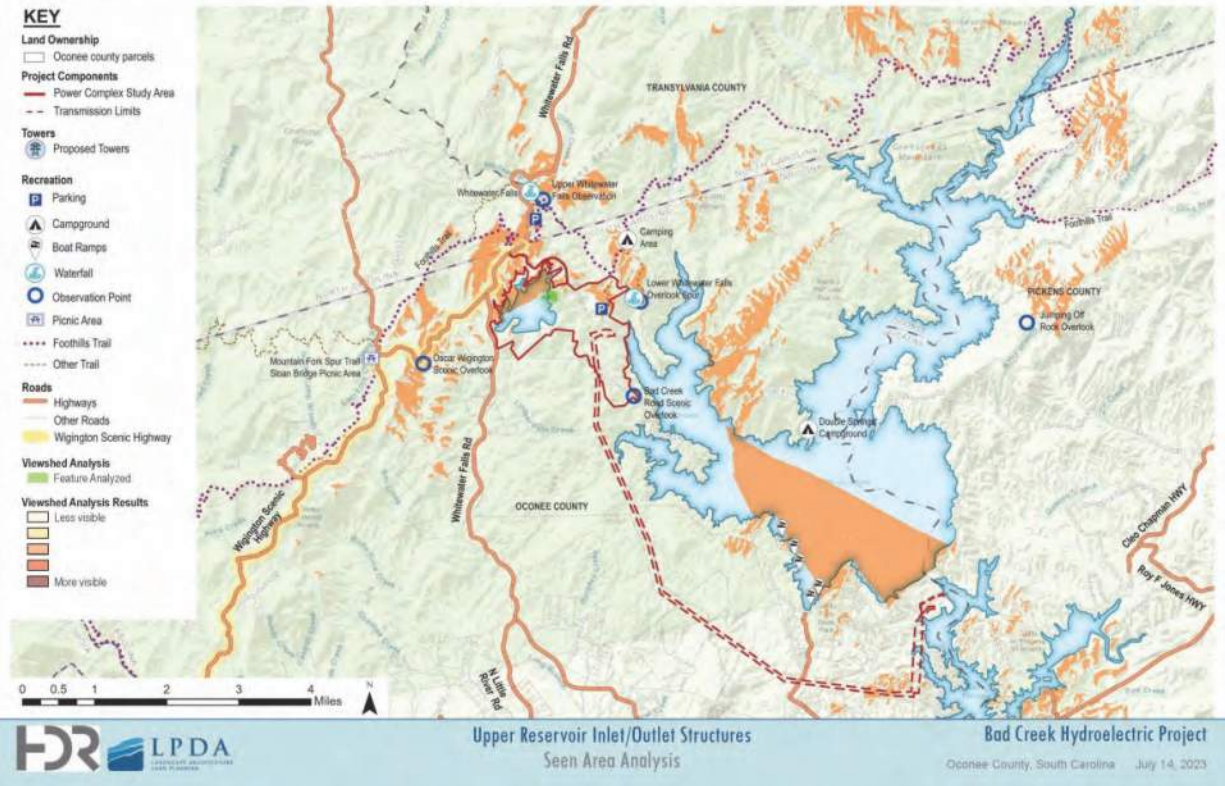 KEY
Land Ownership
Oconee county parcels
Project Components
Power Complex Study Area
Transmission Limits
Towers
Proposed Towers
Recreation
P Parking
Campground
Boat Ramps
Waterfall
Observation Point
Picnic Area
Foothills Trail
Other Trail
Roads
Highways
Other Roads
Wigington Scenic Highway
Viewshed Analysis
Feature Analyzed
Viewshed Analysis Results
Less visible
More visible
Whitewater Falls Rd
TRANSYLVANIA COUNTY
Whitewater Falls
Upper Whitewater
Falls Observation
P
Foothills Trail
Foothills Trail
Camping
Area
Lower Whitewater Falls
Overlook Spur
P
PICKENS COUNTY
Jumping Off
Rock Overlook
Mountain Fork Spur Trail
Sloan Bridge Picnic Area
Oscar Wigington
Scenic Overlook
Bad Creek
Road Scenic
Overlook
Double Springs
Campground
Whitewater Falls Rd
OCONEE COUNTY
Wigington Scenic
Highway
Cleo Chapman HWY
Roy F Jones HWY
N Little
River Rd
0 0.5 1 2 3 4
Miles
N
HDR
LPDA
LANDSCAPE ARCHITECTURE
LAND PLANNING
Upper Reservoir Inlet/Outlet Structures
Seen Area Analysis
Bad Creek Hydroelectric Project
Oconee County, South Carolina July 14, 2023